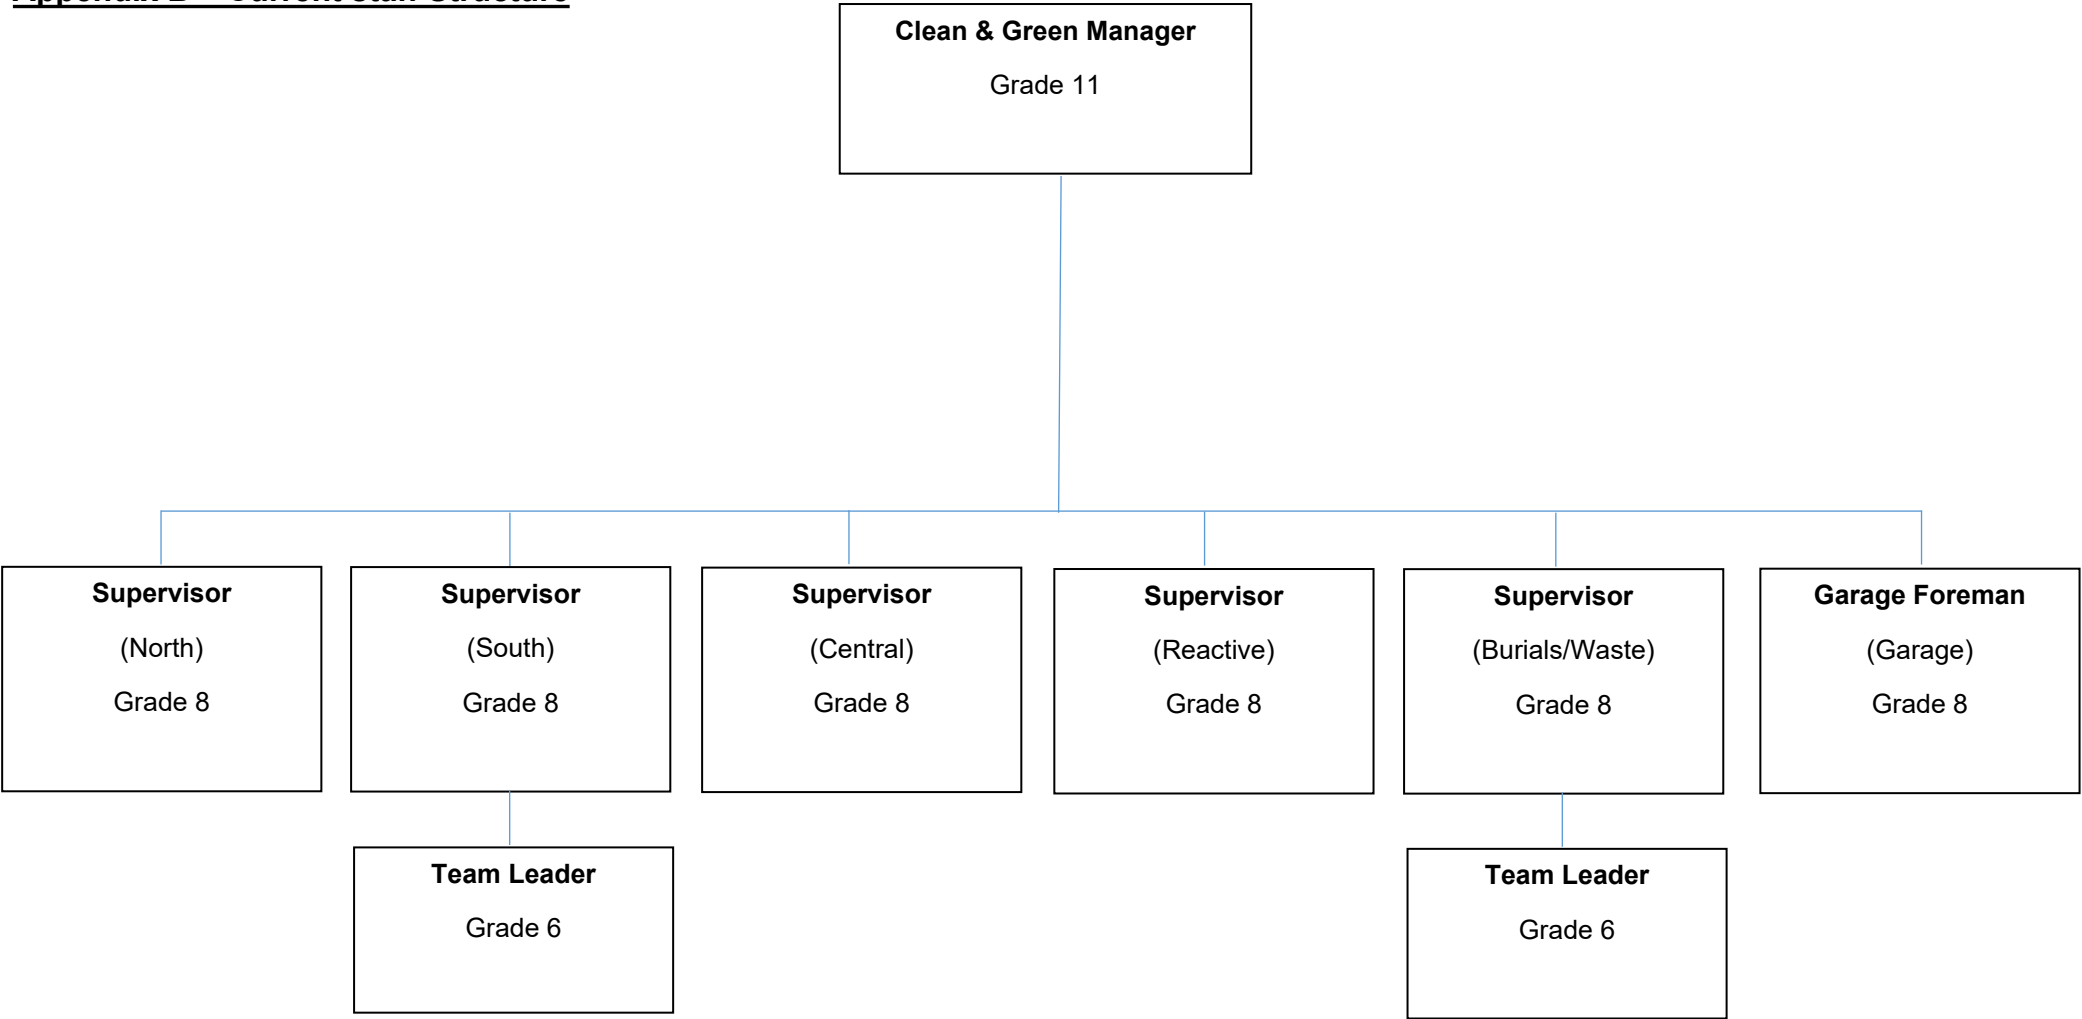 Clean & Green Manager
Grade 11
Supervisor
(North)
Grade 8
Supervisor
(South)
Grade 8
Supervisor
(Central)
Grade 8
Supervisor
(Reactive)
Grade 8
Supervisor
(Burials/Waste)
Grade 8
Garage Foreman
(Garage)
Grade 8
Team Leader
Grade 6
Team Leader
Grade 6